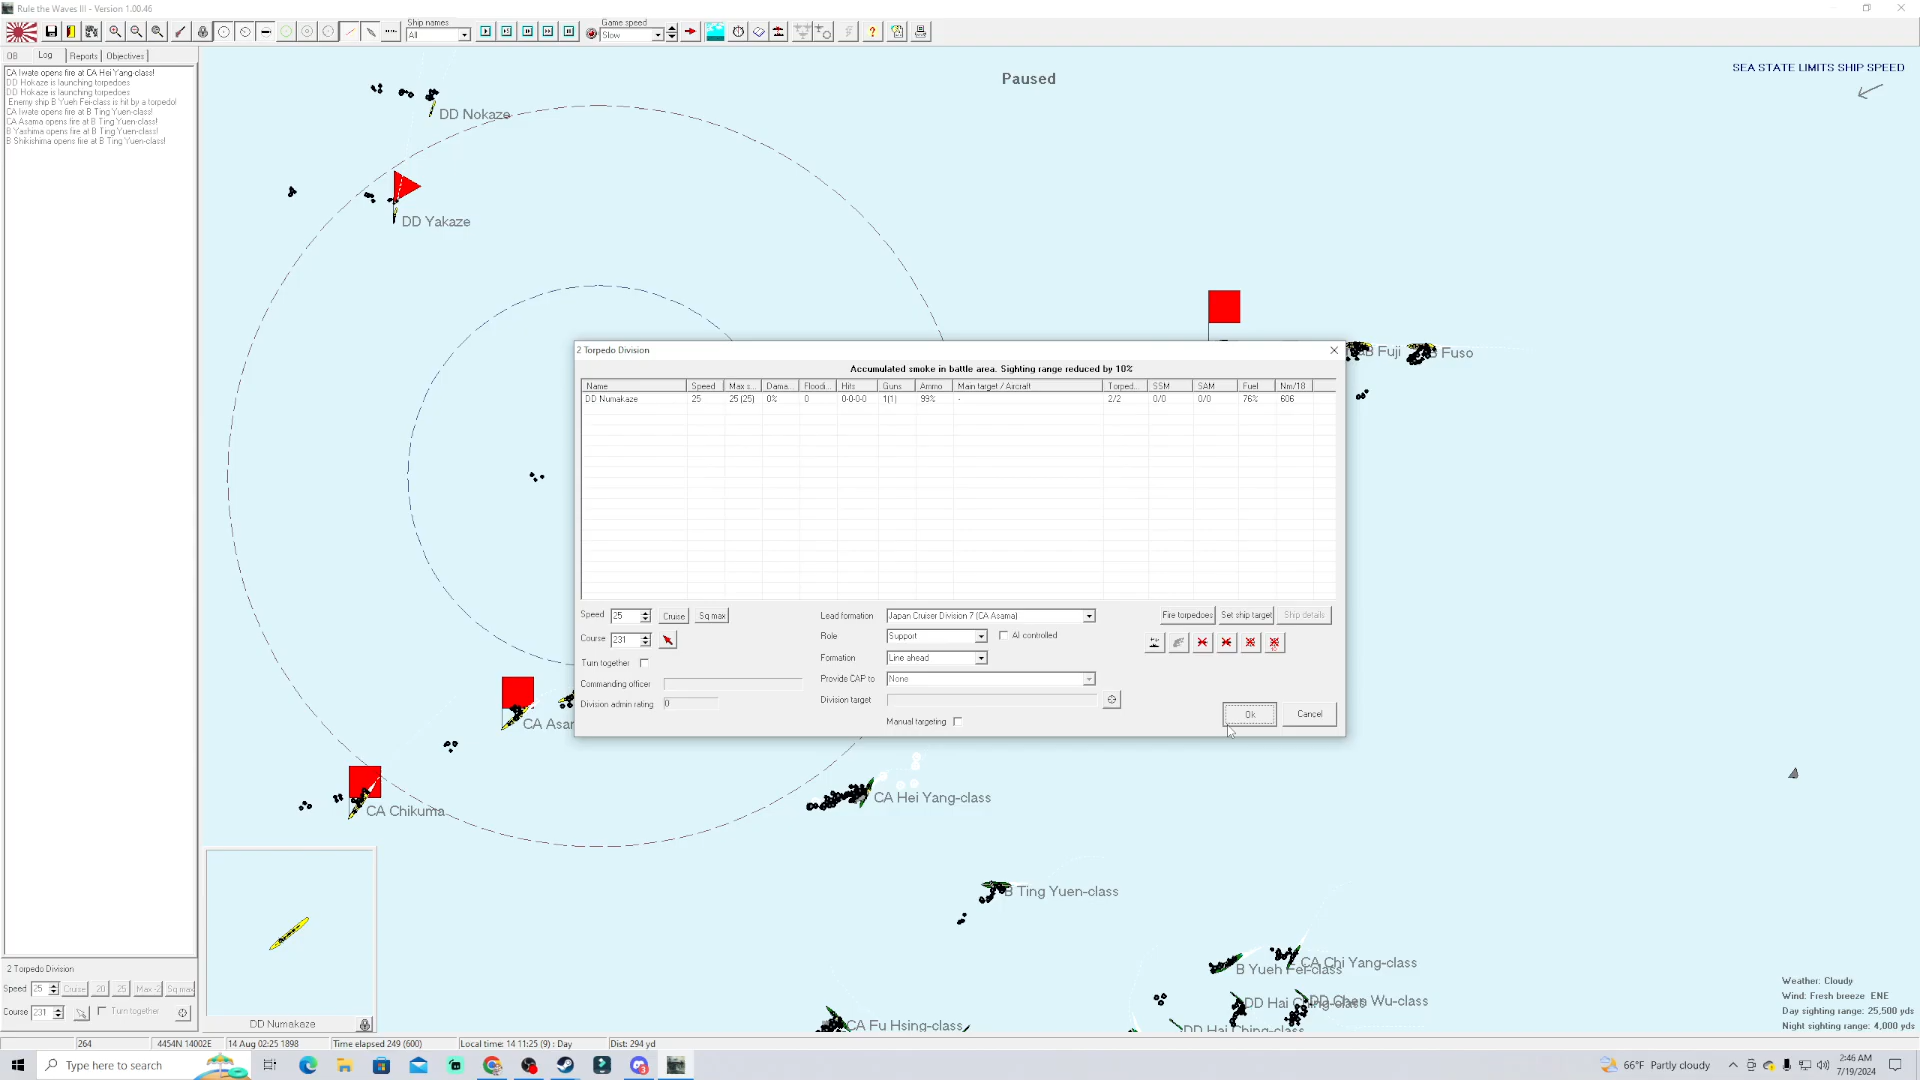 Rule the Waves III - Version 1.00.46
Ship names
All
Game speed
Slow
OB Log Reports Objectives
CA Iwate opens fire at CA Hei Yang-class!
DD Hokaze is launching torpedoes
DD Hokaze is launching torpedoes
Enemy ship B Yueh Fei-class is hit by a torpedo!
CA Iwate opens fire at B Ting Yuen-class!
CA Asama opens fire at B Ting Yuen-class!
B Yashima opens fire at B Ting Yuen-class!
B Shikishima opens fire at B Ting Yuen-class!
Paused
SEA STATE LIMITS SHIP SPEED
DD Nokaze
DD Yakaze
B Fuji
B Fuso
2 Torpedo Division
Accumulated smoke in battle area. Sighting range reduced by 10%
Name Speed Max s... Dama... Floodi... Hits Guns Ammo Main target / Aircraft Torped... SSM SAM Fuel Nm/18
DD Numakaze 25 25 (25) 0% 0 0-0-0-0 1(1) 99% - 2/2 0/0 0/0 76% 606
Speed 25 Cruise Sq max
Course 231
Turn together
Commanding officer
Division admin rating 0
Lead formation Japan Cruiser Division 7 (CA Asama)
Role Support AI controlled
Formation Line ahead
Provide CAP to None
Division target
Manual targeting
Fire torpedoes Set ship target Ship details
Ok Cancel
CA Asam
CA Chikuma
CA Hei Yang-class
B Ting Yuen-class
B Yueh Fei-class
CA Chi Yang-class
DD Hai Ching-class
DD Chen Wu-class
CA Fu Hsing-class
DD Hai Ching-class
DD Numakaze
2 Torpedo Division
Speed 25 Cruise 20 25 Max -2 Sq max
Course 231 Turn together
Weather: Cloudy
Wind: Fresh breeze ENE
Day sighting range: 25,500 yds
Night sighting range: 4,000 yds
264 4454N 14002E 14 Aug 02:25 1898 Time elapsed 249 (600) Local time: 14 11:25 (9) : Day Dist: 294 yd
Type here to search
66°F Partly cloudy
2:46 AM
7/19/2024